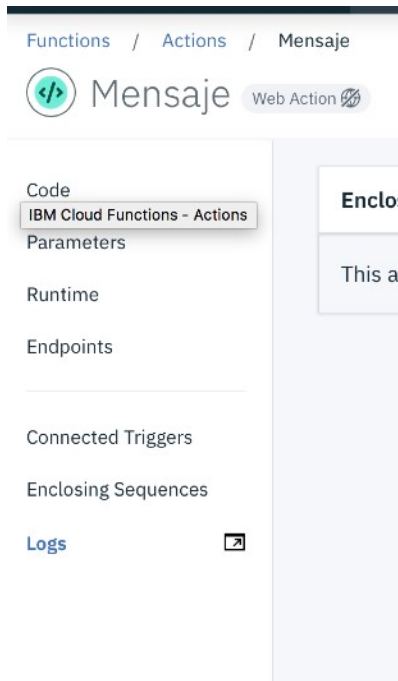 Functions / Actions / Mensaje
</> Mensaje Web Action
Code
IBM Cloud Functions - Actions
Parameters
Runtime
Endpoints
Connected Triggers
Enclosing Sequences
Logs
Enclo
This a